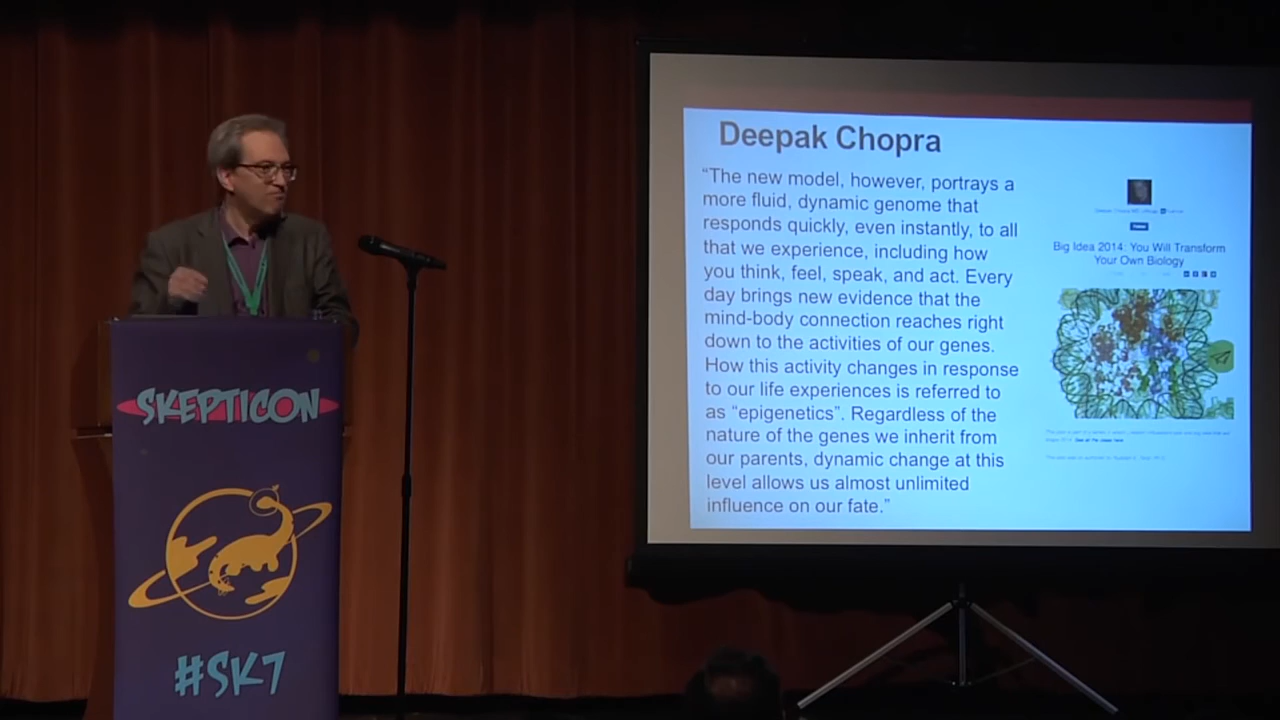 SKEPTICON
#SK7
Deepak Chopra
“The new model, however, portrays a
more fluid, dynamic genome that
responds quickly, even instantly, to all
that we experience, including how
you think, feel, speak, and act. Every
day brings new evidence that the
mind-body connection reaches right
down to the activities of our genes.
How this activity changes in response
to our life experiences is referred to
as “epigenetics”. Regardless of the
nature of the genes we inherit from
our parents, dynamic change at this
level allows us almost unlimited
influence on our fate.”
Big Idea 2014: You Will Transform
Your Own Biology